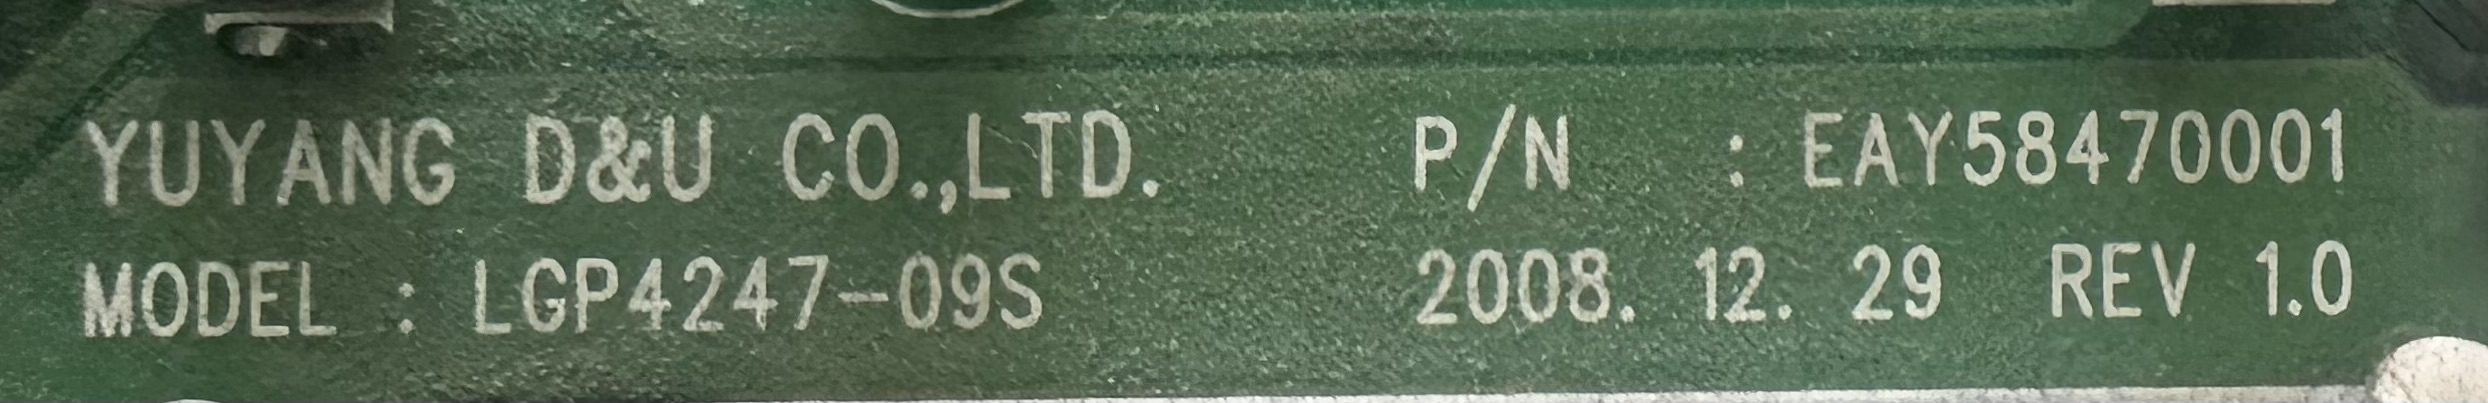 YUYANG D&U CO.,LTD. P/N : EAY58470001
MODEL : LGP4247-09S 2008. 12. 29 REV 1.0